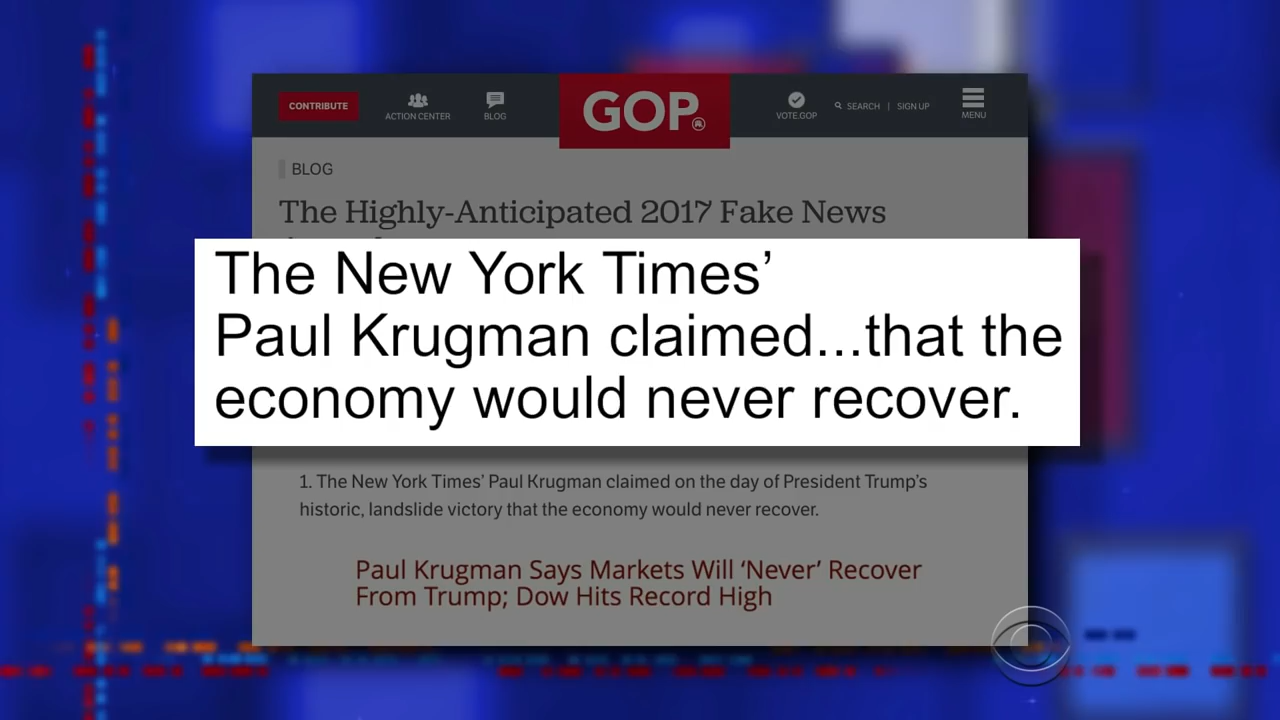 CONTRIBUTE
ACTION CENTER
BLOG
GOP
VOTE.GOP
SEARCH | SIGN UP
MENU
BLOG
The Highly-Anticipated 2017 Fake News
The New York Times’
Paul Krugman claimed...that the
economy would never recover.
1. The New York Times’ Paul Krugman claimed on the day of President Trump’s
historic, landslide victory that the economy would never recover.
Paul Krugman Says Markets Will ‘Never’ Recover
From Trump; Dow Hits Record High